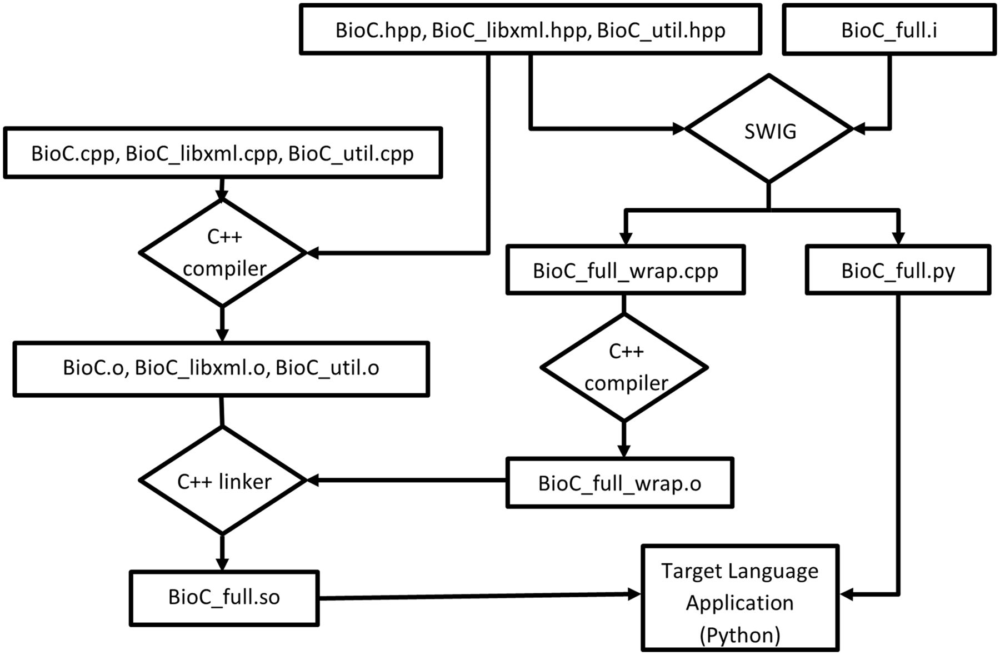 BioC.hpp, BioC_libxml.hpp, BioC_util.hpp
BioC_full.i
SWIG
BioC.cpp, BioC_libxml.cpp, BioC_util.cpp
C++
compiler
BioC_full_wrap.cpp
BioC_full.py
BioC.o, BioC_libxml.o, BioC_util.o
C++
compiler
C++ linker
BioC_full_wrap.o
BioC_full.so
Target Language
Application
(Python)